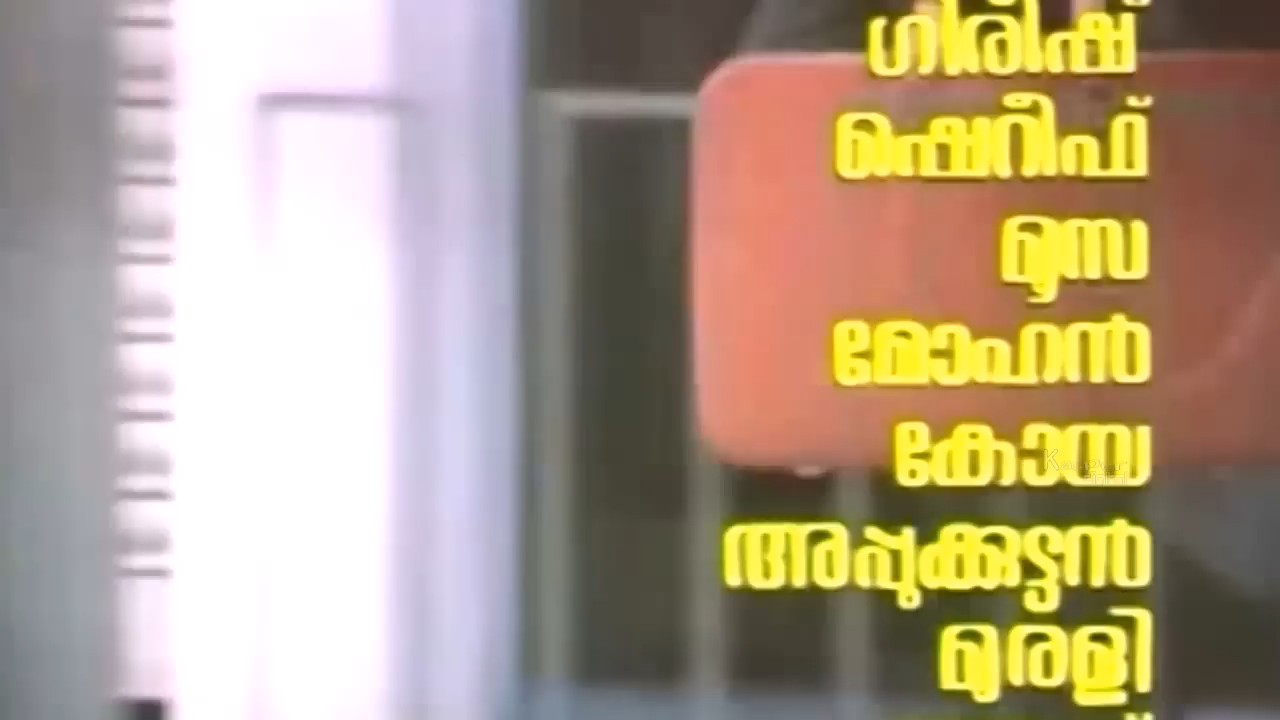 ഗിരീഷ്
ഷെറീഫ്
മൂസ
മോഹൻ
കോയ
അപ്പുക്കുട്ടൻ
മുരളി